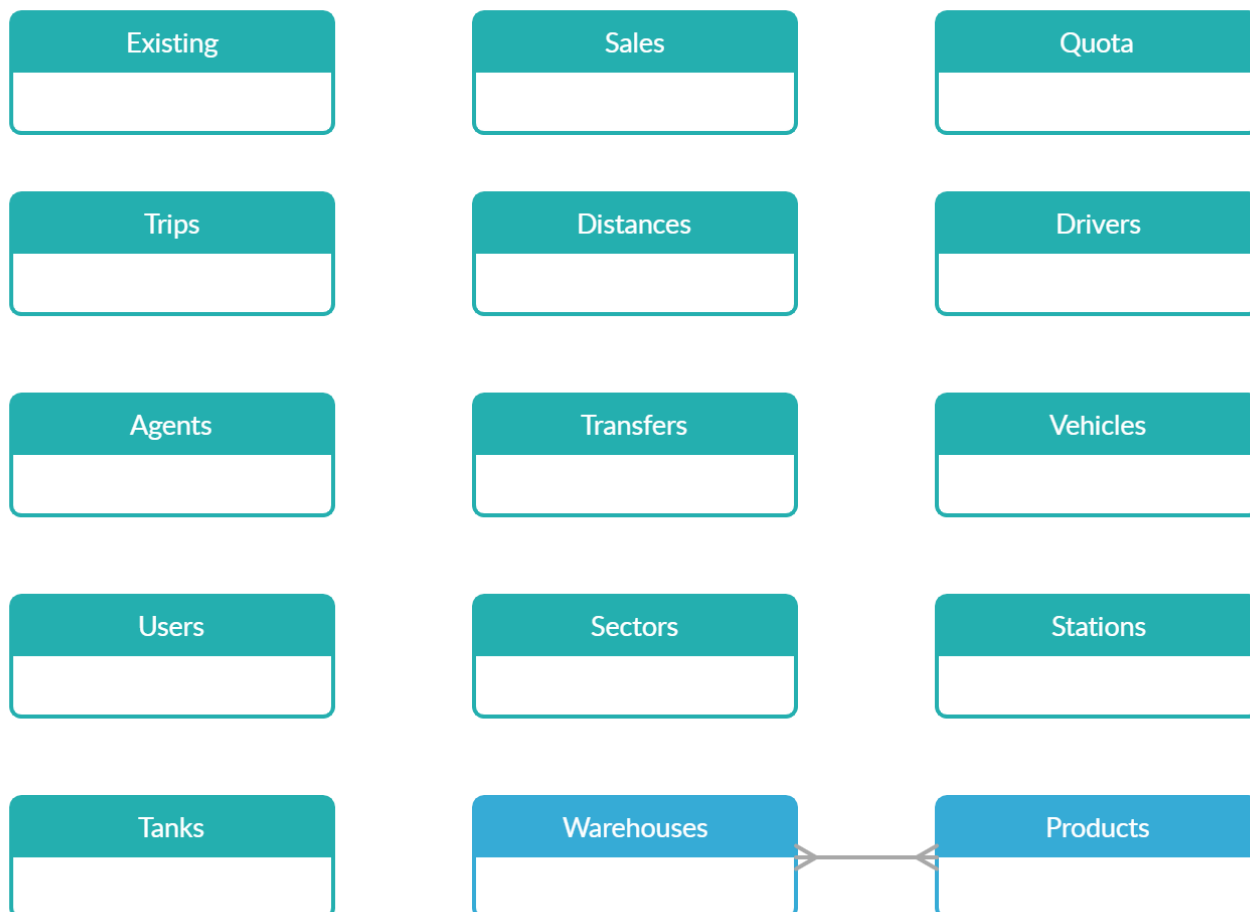 Existing
Sales
Quota
Trips
Distances
Drivers
Agents
Transfers
Vehicles
Users
Sectors
Stations
Tanks
Warehouses
Products